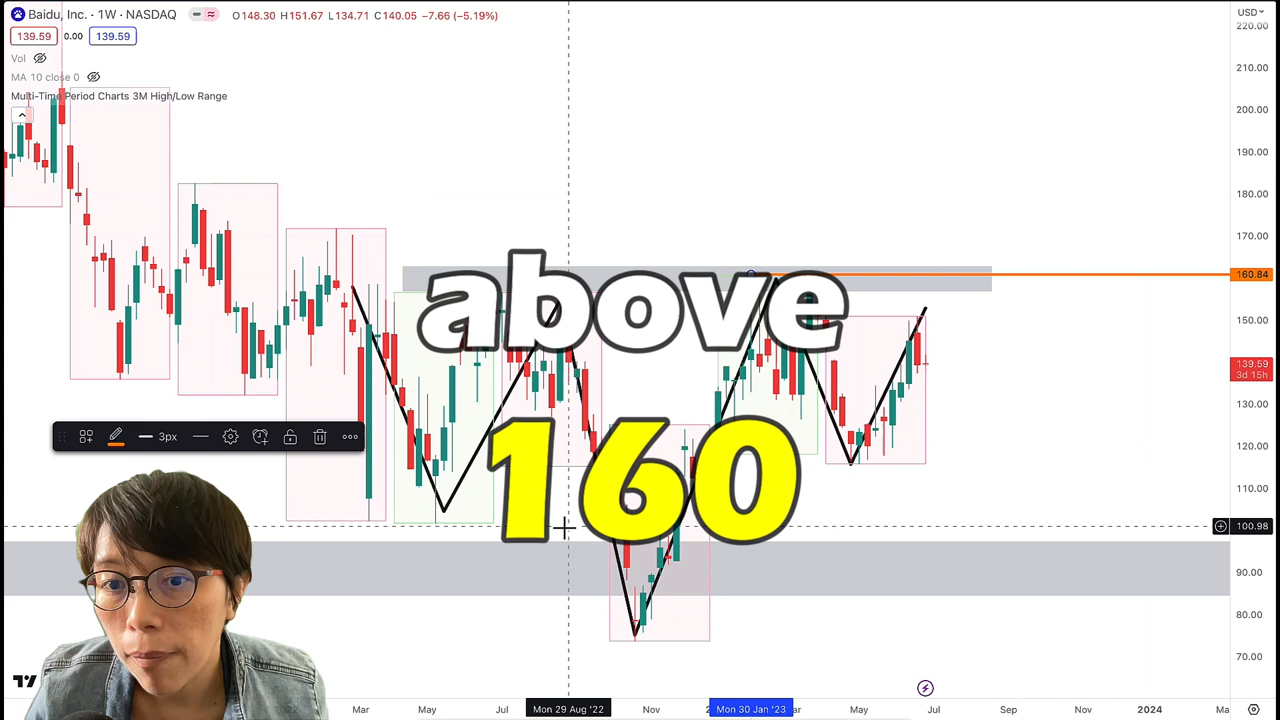 Baidu, Inc. · 1W · NASDAQ O148.30 H151.67 L134.71 C140.05 −7.66 (−5.19%)
USD
139.59 0.00 139.59
Vol
MA 10 close 0
Multi-Time Period Charts 3M High/Low Range
220.00
210.00
200.00
190.00
180.00
170.00
160.84
above
150.00
139.59
3d 15h
130.00
3px
120.00
160
110.00
100.98
90.00
80.00
70.00
Mar May Jul Mon 29 Aug '22 Nov Mon 30 Jan '23 ar May Jul Sep Nov 2024 Ma